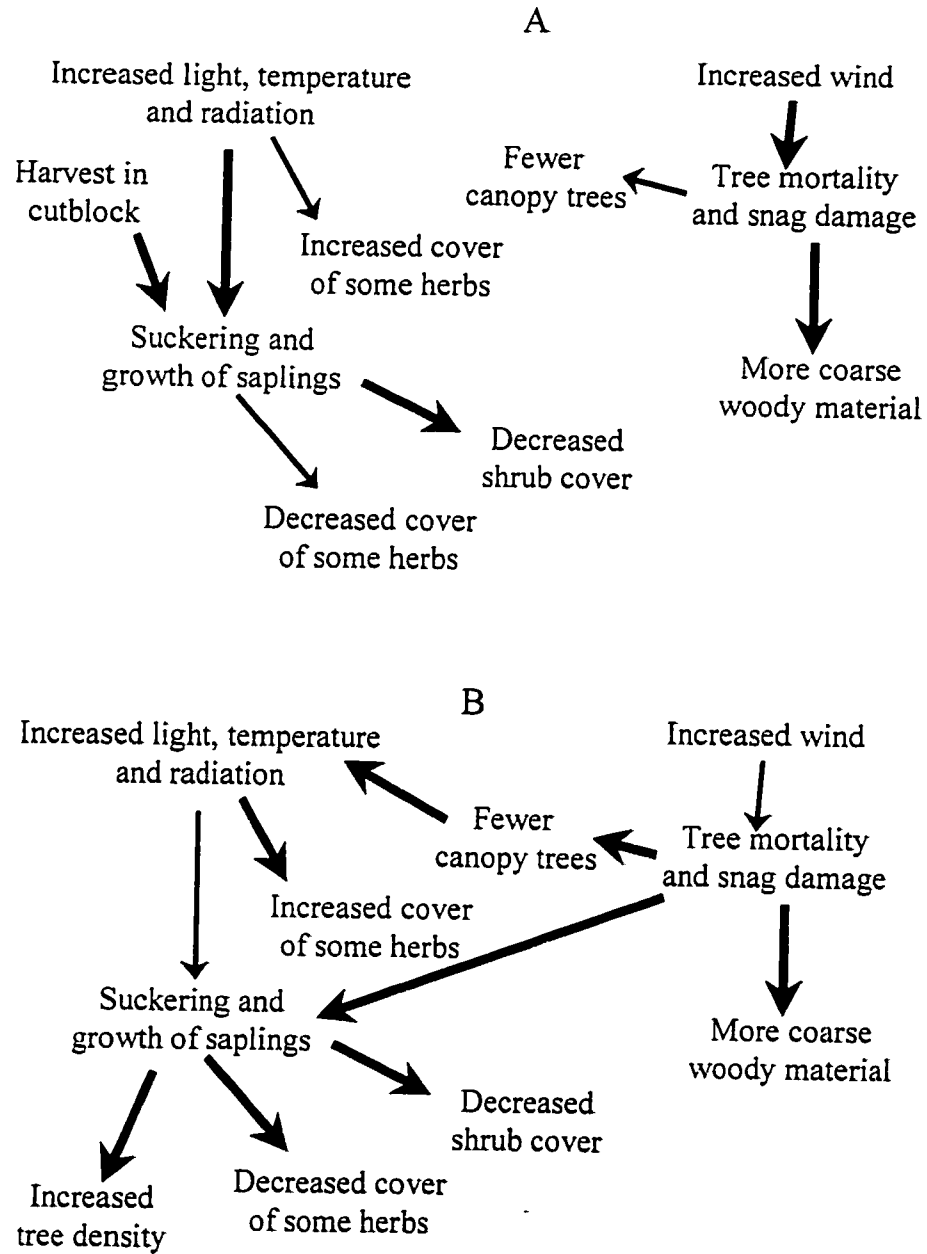 A
Increased light, temperature
and radiation
Increased wind
Harvest in
cutblock
Fewer
canopy trees
Tree mortality
and snag damage
Increased cover
of some herbs
Suckering and
growth of saplings
More coarse
woody material
Decreased
shrub cover
Decreased cover
of some herbs
B
Increased light, temperature
and radiation
Increased wind
Fewer
canopy trees
Tree mortality
and snag damage
Increased cover
of some herbs
Suckering and
growth of saplings
More coarse
woody material
Decreased
shrub cover
Increased
tree density
Decreased cover
of some herbs